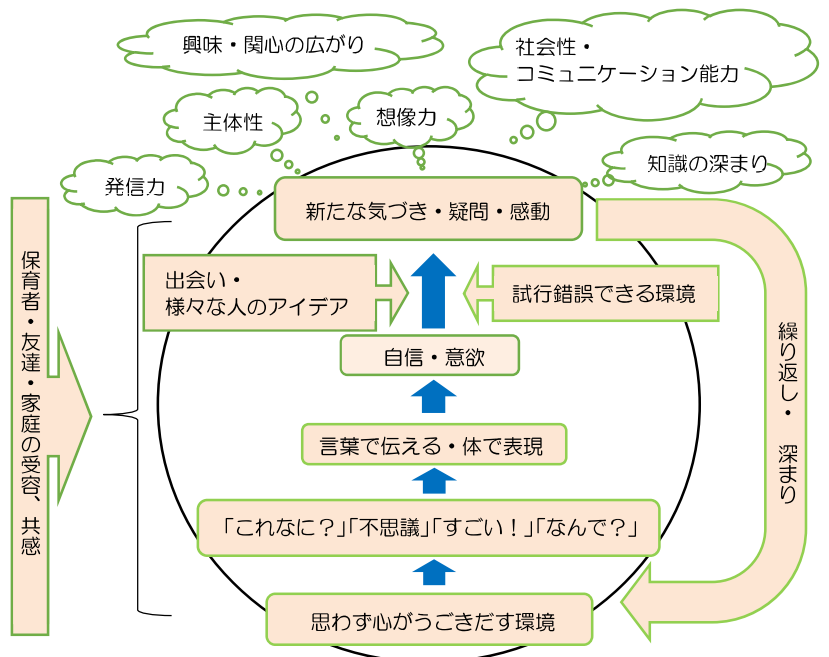 興味・関心の広がり
社会性・
コミュニケーション能力
主体性
想像力
発信力
知識の深まり
新たな気づき・疑問・感動
保育者・友達・家庭の受容、共感
出会い・
様々な人のアイデア
試行錯誤できる環境
自信・意欲
繰り返し・　深まり
言葉で伝える・体で表現
「これなに？」「不思議」「すごい！」「なんで？」
思わず心がうごきだす環境